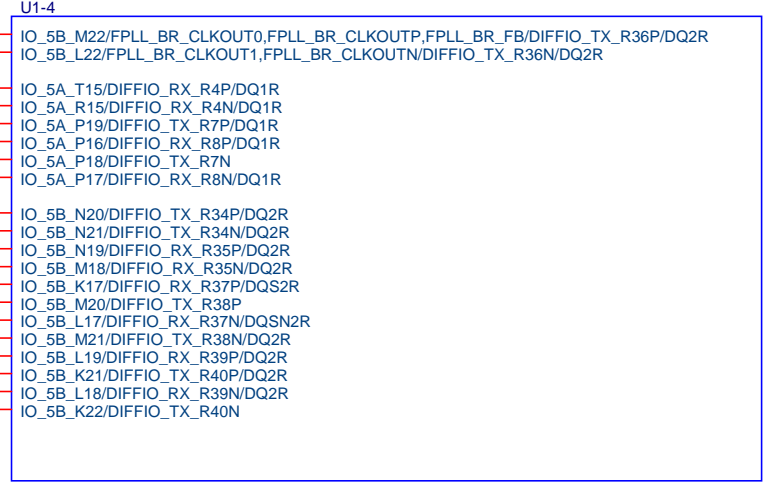 U1-4
IO_5B_M22/FPLL_BR_CLKOUT0,FPLL_BR_CLKOUTP,FPLL_BR_FB/DIFFIO_TX_R36P/DQ2R
IO_5B_L22/FPLL_BR_CLKOUT1,FPLL_BR_CLKOUTN/DIFFIO_TX_R36N/DQ2R
IO_5A_T15/DIFFIO_RX_R4P/DQ1R
IO_5A_R15/DIFFIO_RX_R4N/DQ1R
IO_5A_P19/DIFFIO_TX_R7P/DQ1R
IO_5A_P16/DIFFIO_RX_R8P/DQ1R
IO_5A_P18/DIFFIO_TX_R7N
IO_5A_P17/DIFFIO_RX_R8N/DQ1R
IO_5B_N20/DIFFIO_TX_R34P/DQ2R
IO_5B_N21/DIFFIO_TX_R34N/DQ2R
IO_5B_N19/DIFFIO_RX_R35P/DQ2R
IO_5B_M18/DIFFIO_RX_R35N/DQ2R
IO_5B_K17/DIFFIO_RX_R37P/DQS2R
IO_5B_M20/DIFFIO_TX_R38P
IO_5B_L17/DIFFIO_RX_R37N/DQSN2R
IO_5B_M21/DIFFIO_TX_R38N/DQ2R
IO_5B_L19/DIFFIO_RX_R39P/DQ2R
IO_5B_K21/DIFFIO_TX_R40P/DQ2R
IO_5B_L18/DIFFIO_RX_R39N/DQ2R
IO_5B_K22/DIFFIO_TX_R40N